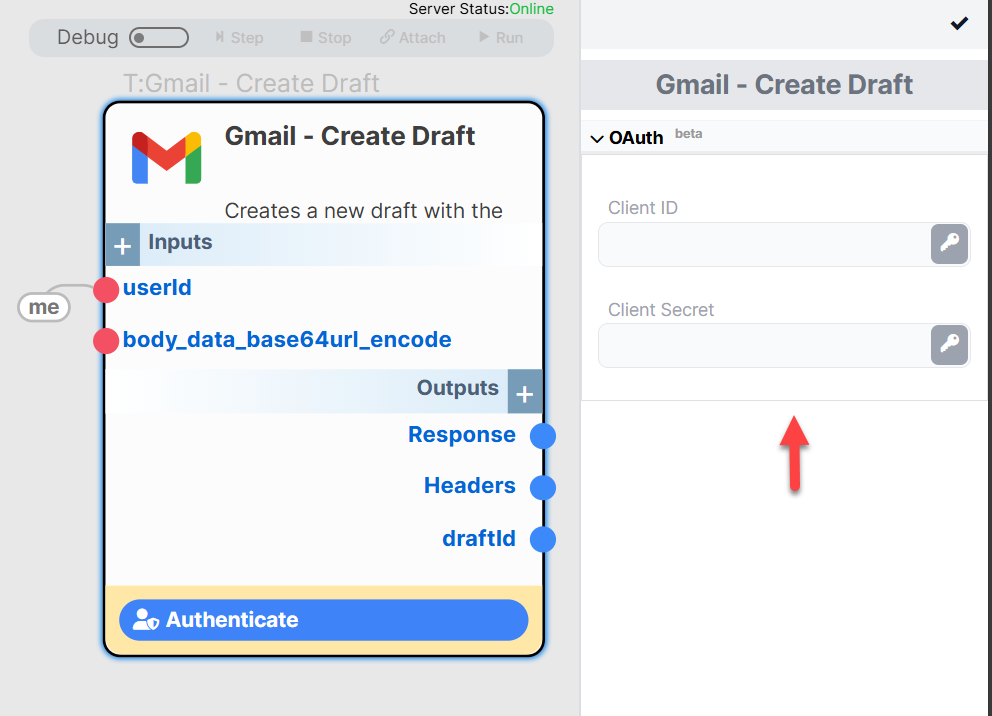 Server Status:Online
Debug Step Stop Attach Run
T:Gmail - Create Draft
Gmail - Create Draft
Creates a new draft with the
Inputs
userId
me
body_data_base64url_encode
Outputs
Response
Headers
draftId
Authenticate
Gmail - Create Draft
OAuth beta
Client ID
Client Secret